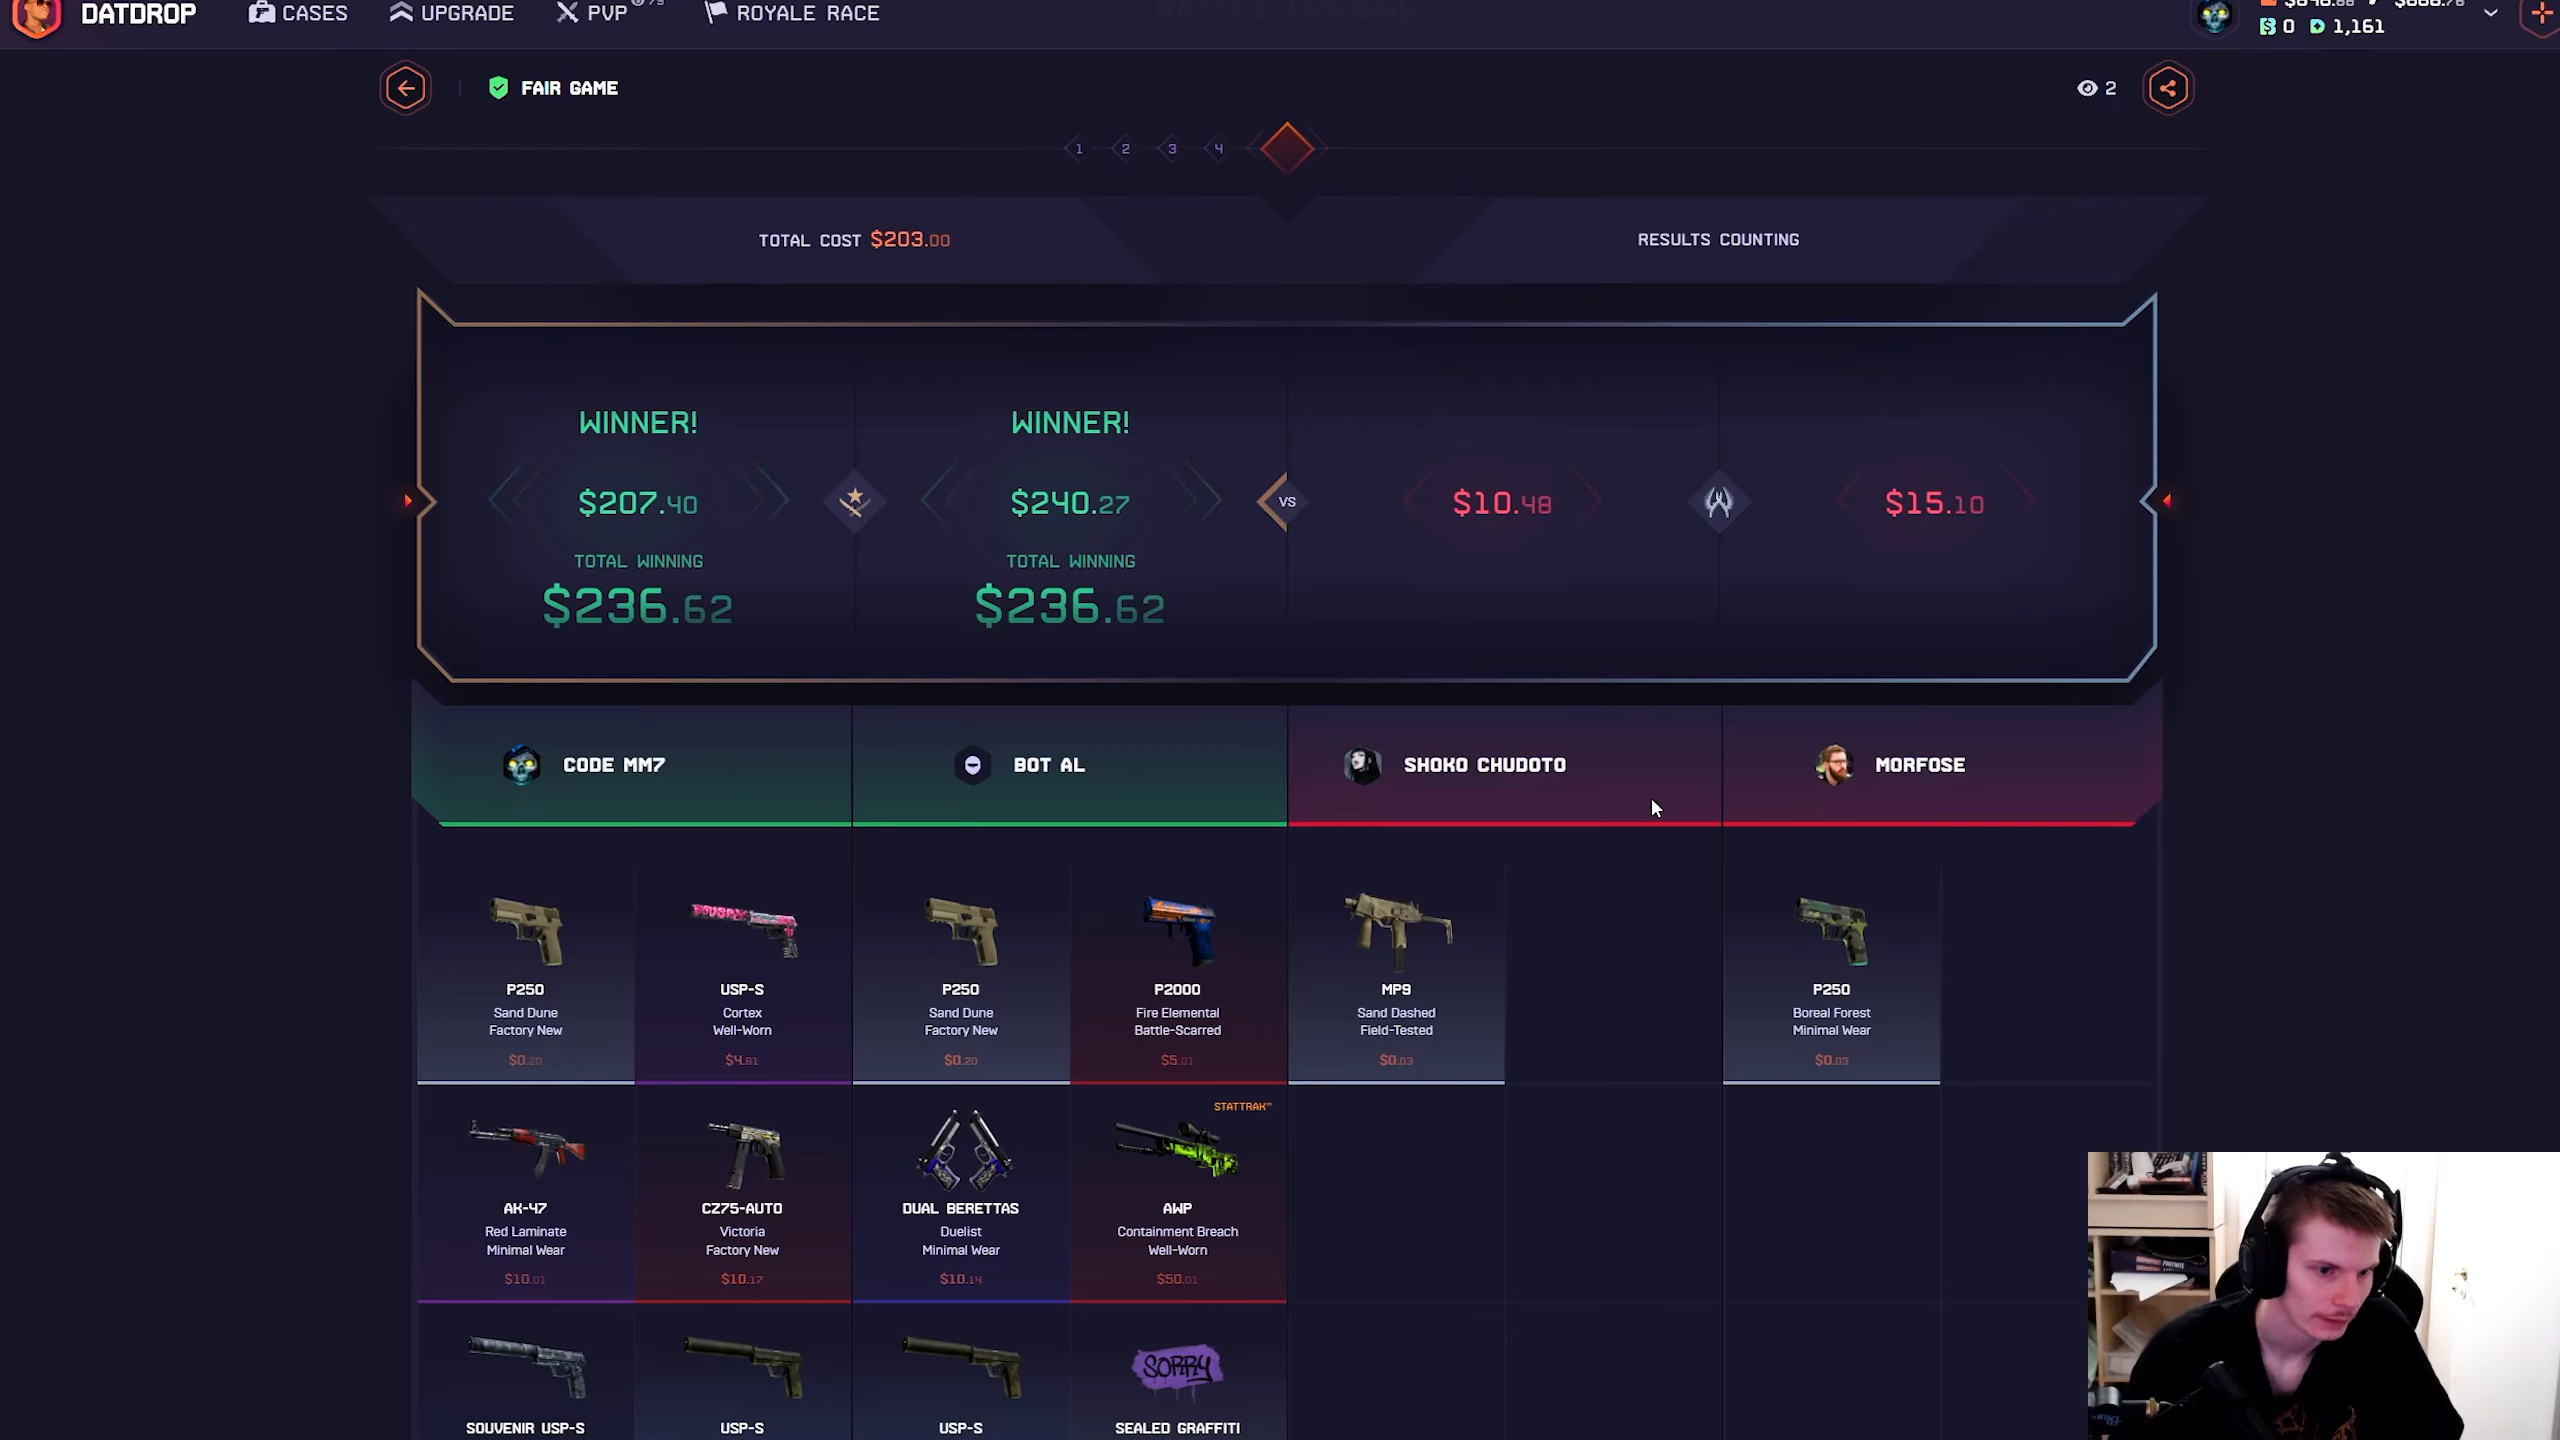 DATDROP
CASES
UPGRADE
PVP
ROYALE RACE
0
1,161
FAIR GAME
2
1
2
3
4
TOTAL COST $203.00
RESULTS COUNTING
WINNER!
WINNER!
$207.40
$240.27
VS
$10.48
$15.10
TOTAL WINNING
TOTAL WINNING
$236.62
$236.62
CODE MM7
BOT AL
SHOKO CHUDOTO
MORFOSE
P250
Sand Dune
Factory New
$0.20
USP-S
Cortex
Well-Worn
$4.81
P250
Sand Dune
Factory New
$0.20
P2000
Fire Elemental
Battle-Scarred
$5.01
MP9
Sand Dashed
Field-Tested
$0.03
P250
Boreal Forest
Minimal Wear
$0.03
AK-47
Red Laminate
Minimal Wear
$10.01
CZ75-AUTO
Victoria
Factory New
$10.17
DUAL BERETTAS
Duelist
Minimal Wear
$10.14
STATTRAK™
AWP
Containment Breach
Well-Worn
$50.01
SOUVENIR USP-S
USP-S
USP-S
SORRY
SEALED GRAFFITI